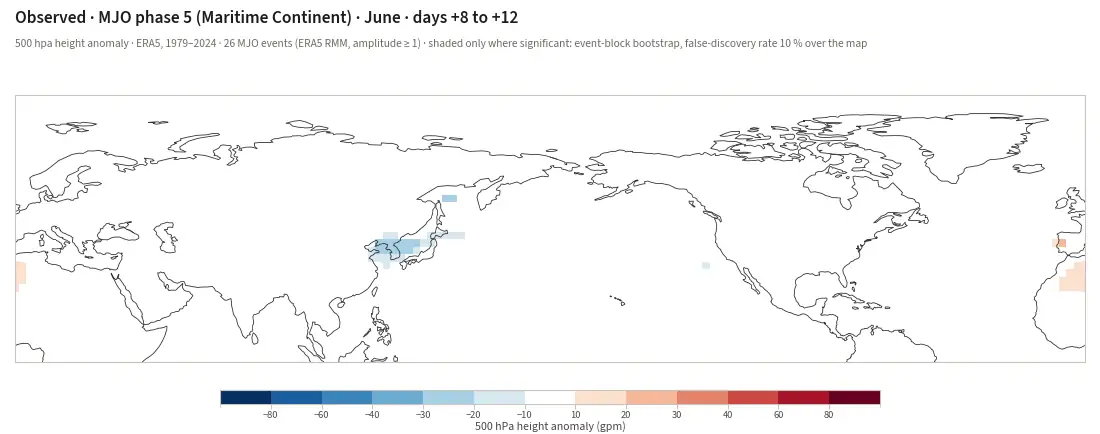 Observed · MJO phase 5 (Maritime Continent) · June · days +8 to +12
500 hpa height anomaly · ERA5, 1979–2024 · 26 MJO events (ERA5 RMM, amplitude ≥ 1) · shaded only where significant: event-block bootstrap, false-discovery rate 10 % over the map
−80 −60 −40 −30 −20 −10 10 20 30 40 60 80
500 hPa height anomaly (gpm)